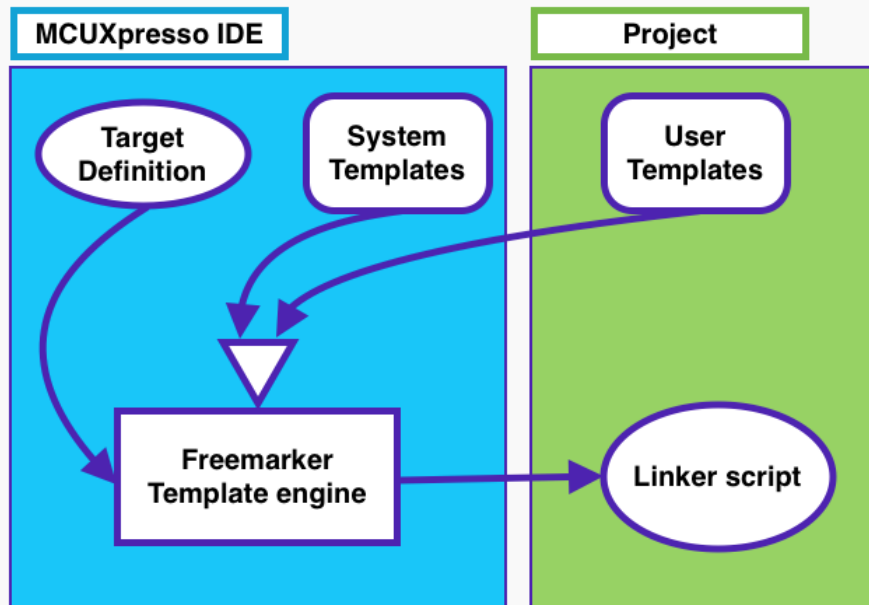 MCUXpresso IDE
Project
Target
Definition
System
Templates
User
Templates
Freemarker
Template engine
Linker script